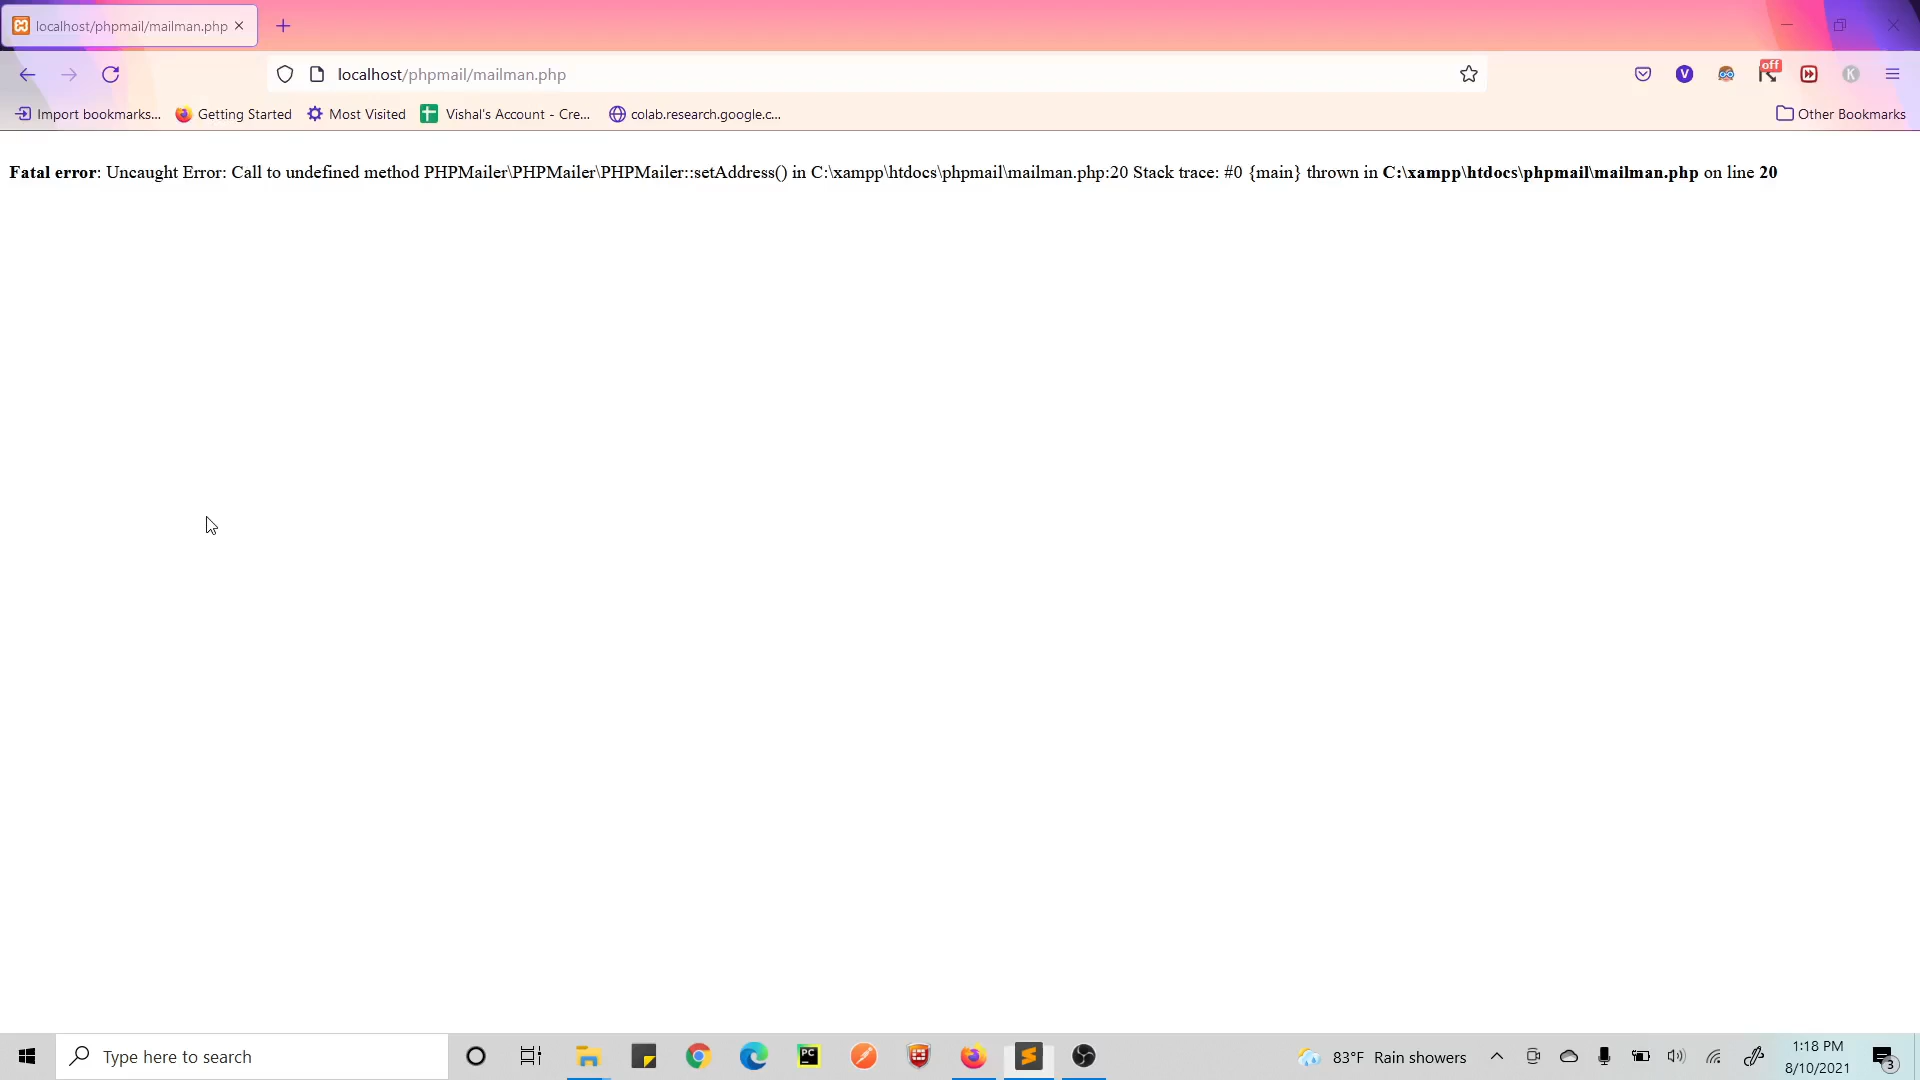 localhost/phpmail/mailman.php
localhost/phpmail/mailman.php
off
V
K
Import bookmarks...
Getting Started
Most Visited
Vishal's Account - Cre...
colab.research.google.c...
Other Bookmarks
Fatal error: Uncaught Error: Call to undefined method PHPMailer\PHPMailer\PHPMailer::setAddress() in C:\xampp\htdocs\phpmail\mailman.php:20 Stack trace: #0 {main} thrown in C:\xampp\htdocs\phpmail\mailman.php on line 20
Type here to search
PC
83°F Rain showers
1:18 PM
8/10/2021
3